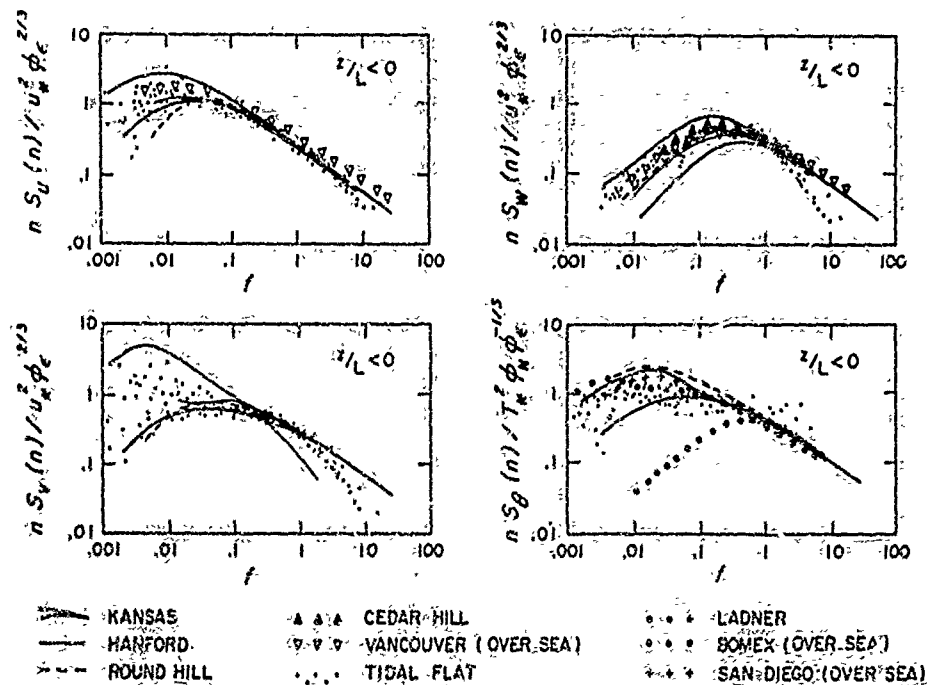 n S_U (n) / u_*^2 φ_ε^{2/3}
10
1
.1
.01
z/L < 0
.001 .01 .1 1 10 100
f
n S_W (n) / u_*^2 φ_ε^{2/3}
10
1
.1
.01
z/L < 0
.001 .01 .1 1 10 100
f
n S_V (n) / u_*^2 φ_ε^{2/3}
10
1
.1
.01
z/L < 0
.001 .01 .1 1 10 100
f
n S_θ (n) / T_*^2 φ_N φ_ε^{-1/3}
10
1
.1
.01
z/L < 0
.001 .01 .1 1 10 100
f
KANSAS
HANFORD
ROUND HILL
CEDAR HILL
VANCOUVER (OVER SEA)
TIDAL FLAT
LADNER
BOMEX (OVER SEA)
SAN DIEGO (OVER SEA)